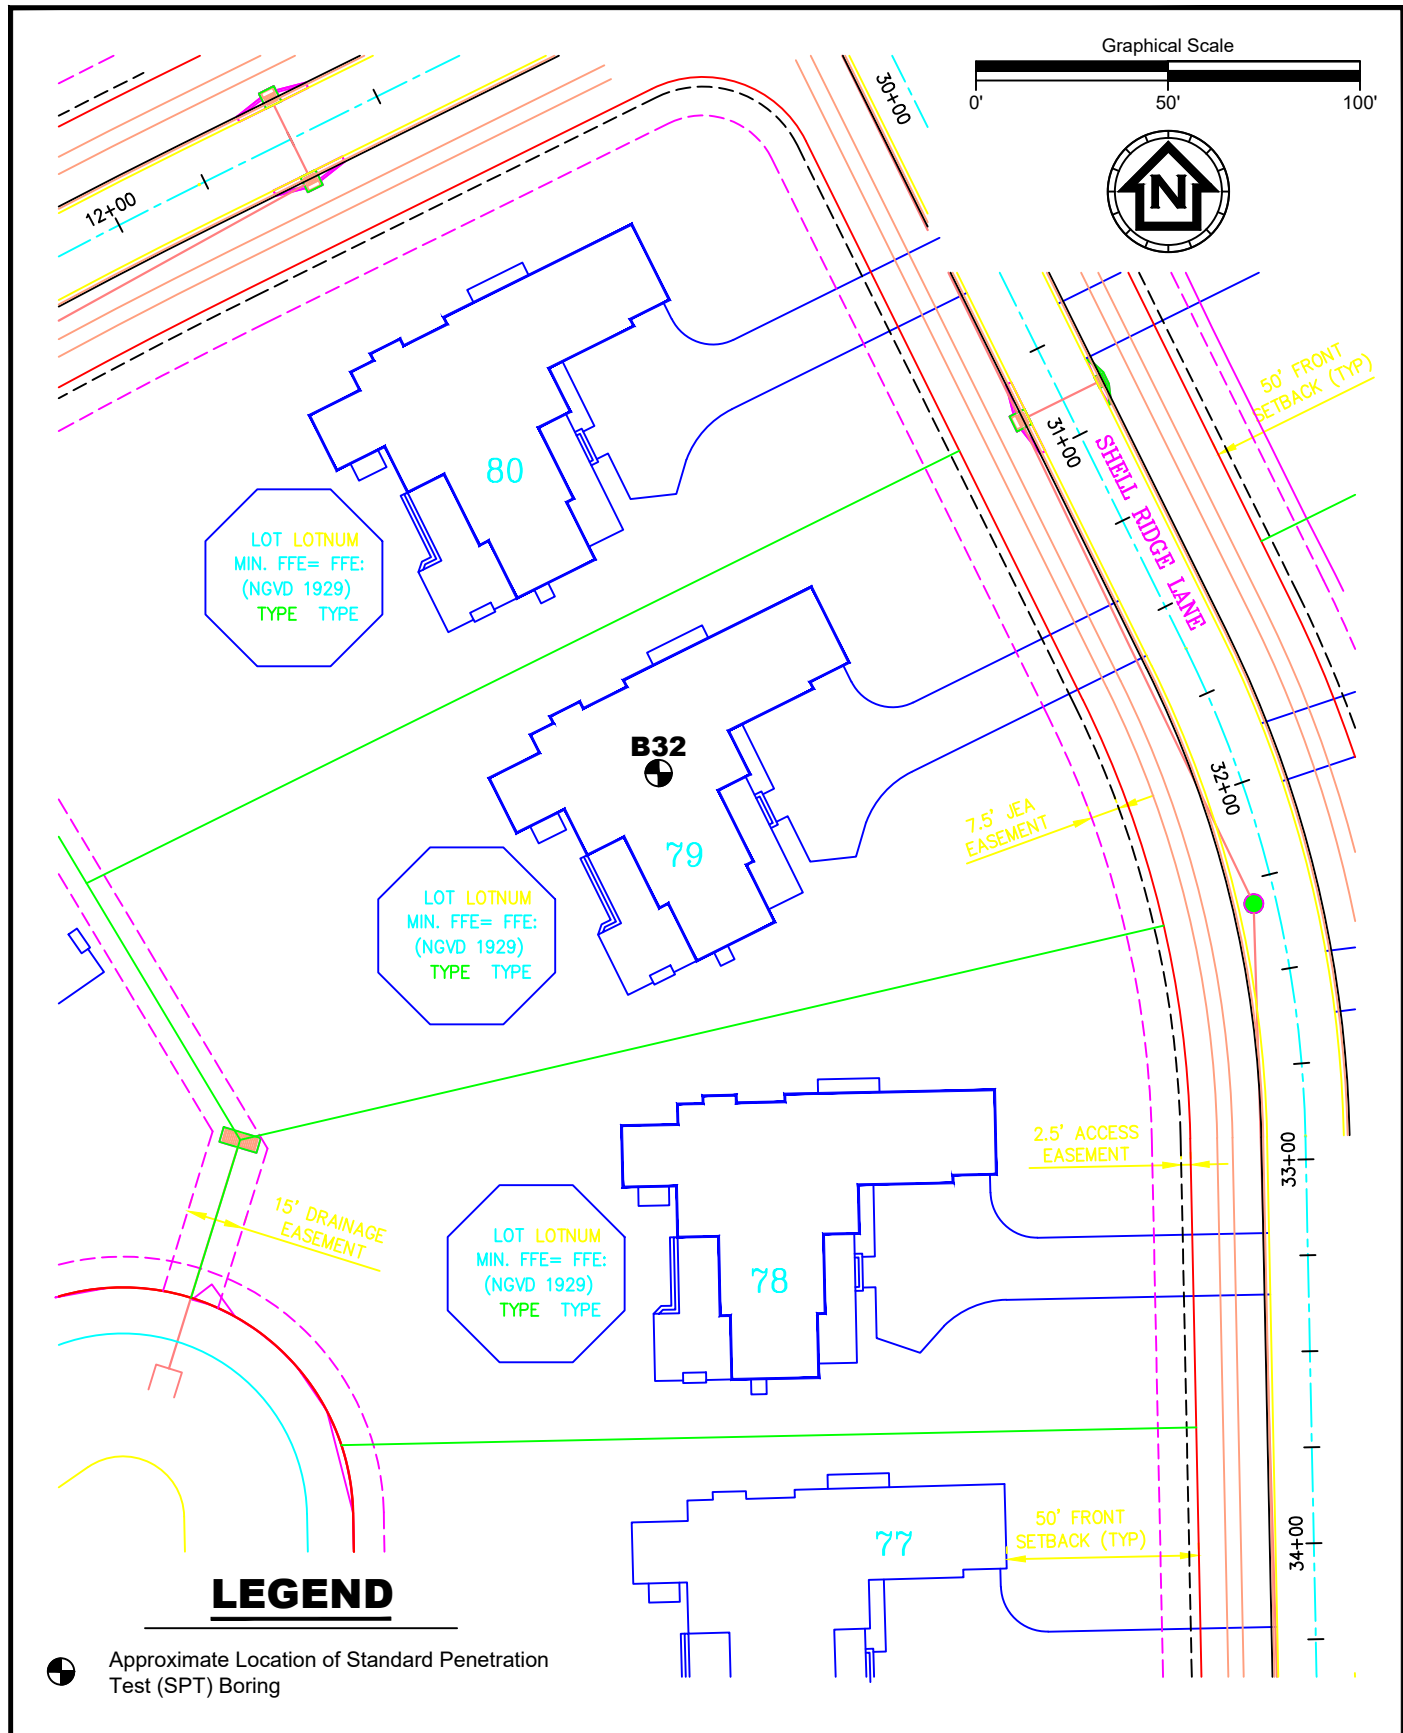 Graphical Scale
0' 50' 100'
N
30+00
12+00
50' FRONT
SETBACK (TYP)
31+00
SHELL RIDGE LANE
80
LOT LOTNUM
MIN. FFE= FFE:
(NGVD 1929)
TYPE TYPE
B32
32+00
7.5' JEA
EASEMENT
79
LOT LOTNUM
MIN. FFE= FFE:
(NGVD 1929)
TYPE TYPE
2.5' ACCESS
EASEMENT
33+00
15' DRAINAGE
EASEMENT
LOT LOTNUM
MIN. FFE= FFE:
(NGVD 1929)
TYPE TYPE
78
50' FRONT
SETBACK (TYP)
77
34+00
LEGEND
Approximate Location of Standard Penetration
Test (SPT) Boring